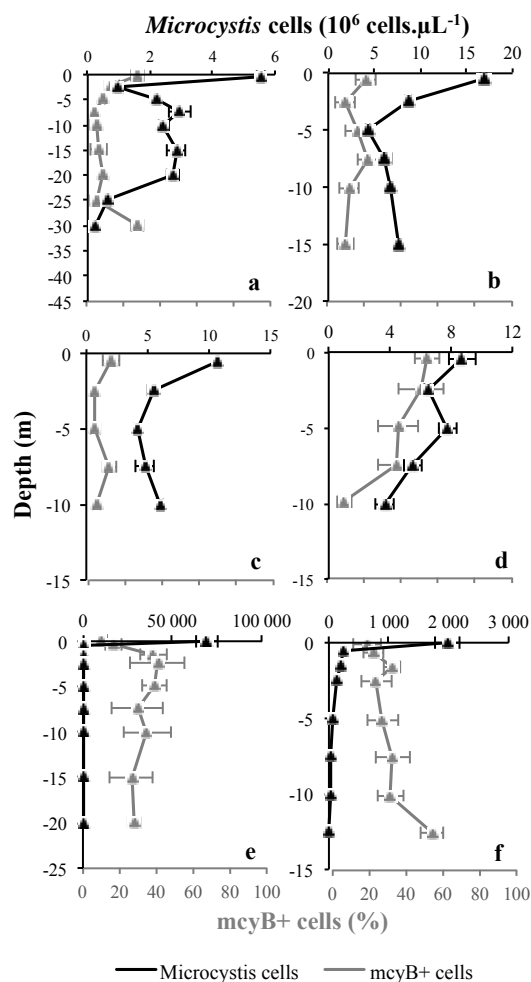 Microcystis cells (10⁶ cells.µL⁻¹)
0 2 4 6
0 5 10 15 20
0
-5
-10
-15
-20
-25
-30
-35
-40
-45
a
0
-5
-10
-15
-20
b
0 5 10 15
0 4 8 12
Depth (m)
0
-5
-10
-15
c
0
-5
-10
-15
d
0 50 000 100 000
0 1 000 2 000 3 000
0
-5
-10
-15
-20
-25
e
0
-5
-10
-15
f
0 20 40 60 80 100
0 20 40 60 80 100
mcyB+ cells (%)
Microcystis cells mcyB+ cells